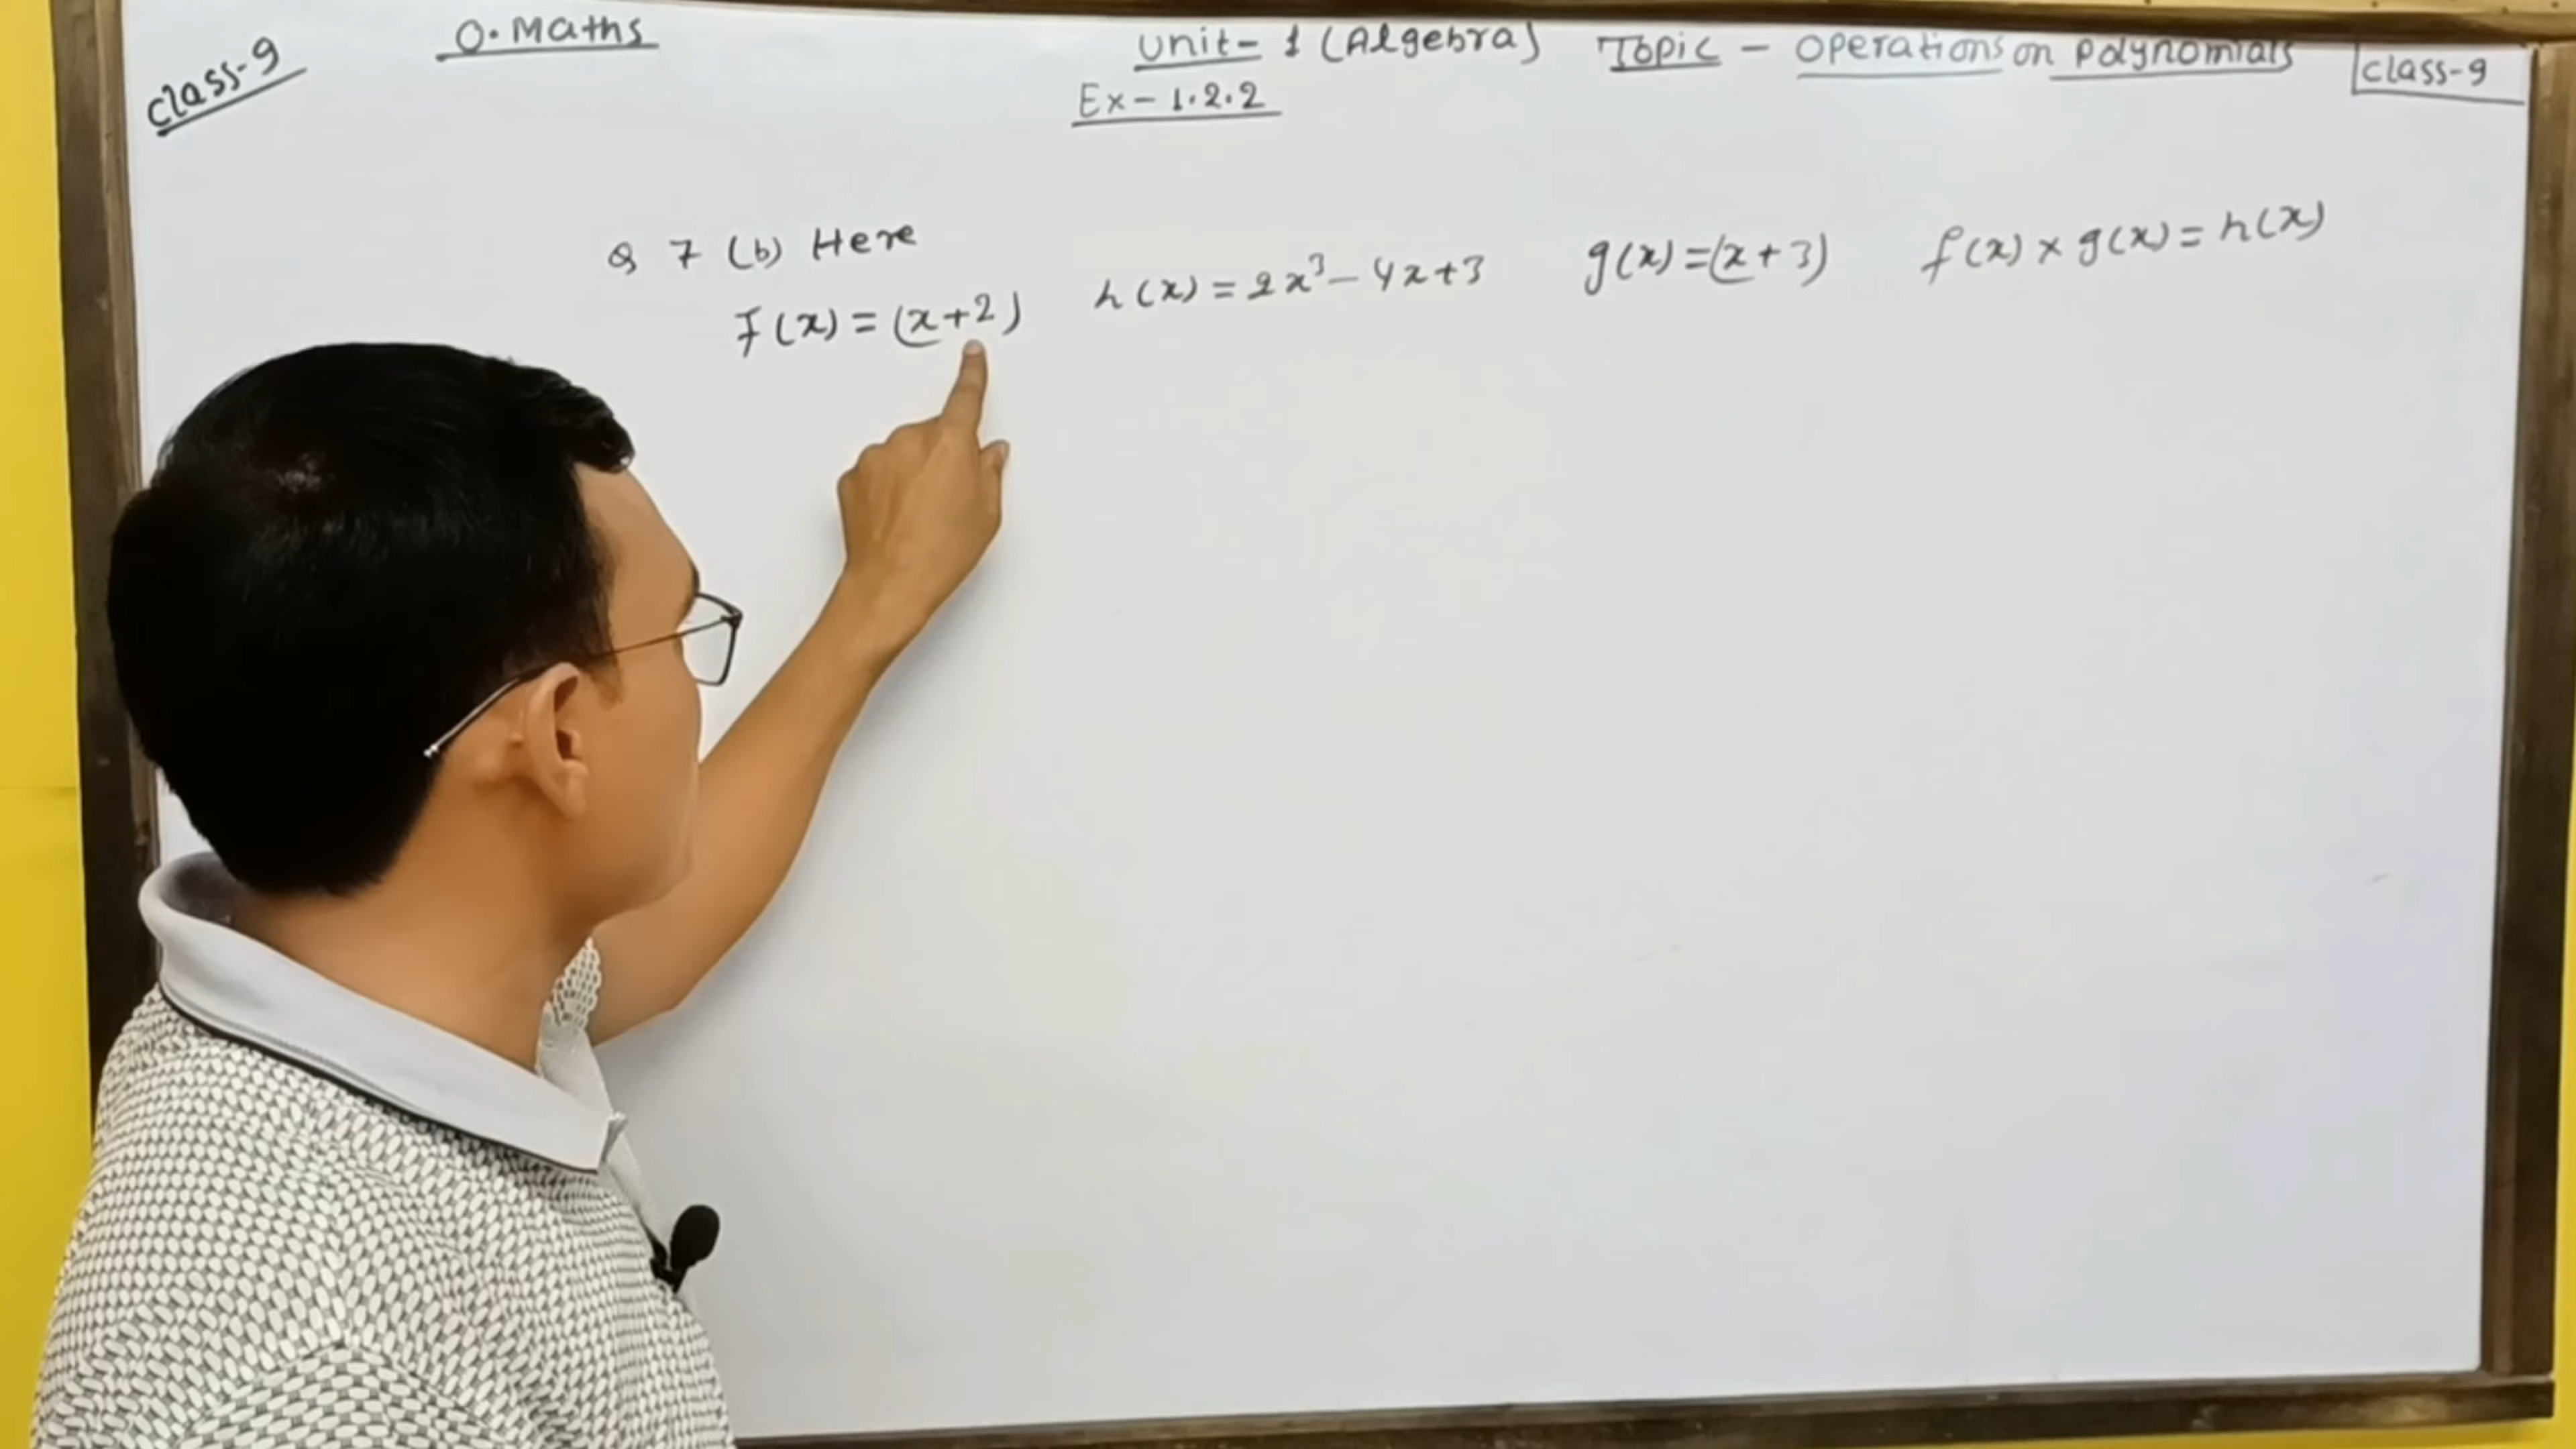 Class-9
O. Maths
Unit- 1 (Algebra) Topic - Operations on polynomials
class-9
Ex- 1.2.2
Q 7 (b) Here
F(x) = (x+2) h(x) = 2x³- 4x+3 g(x) = (x+3) f(x) × g(x) = h(x)